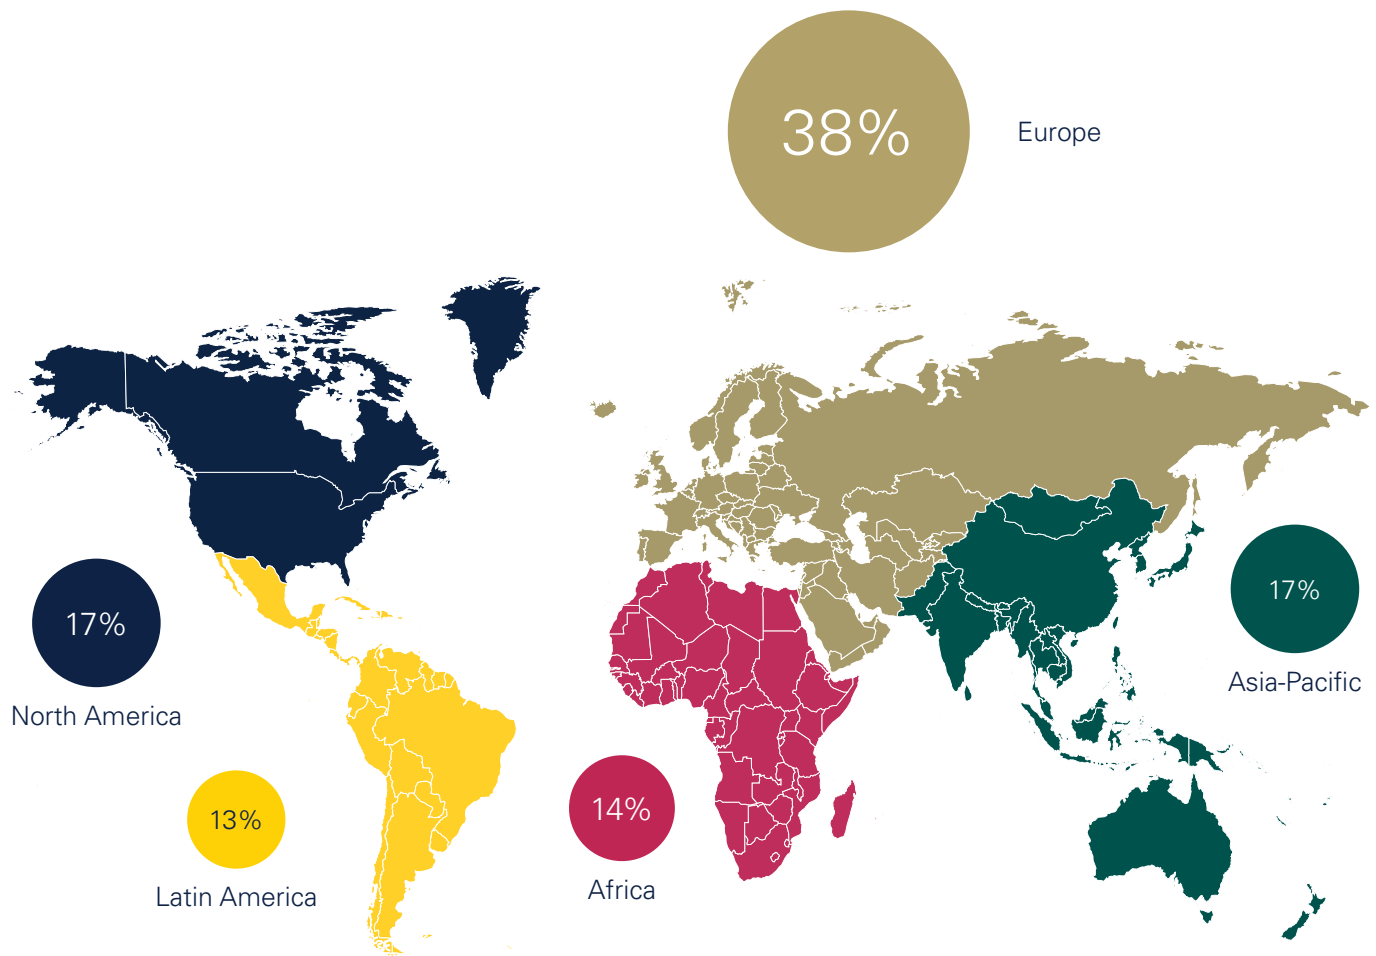 38%
Europe
17%
North America
17%
Asia-Pacific
13%
Latin America
14%
Africa